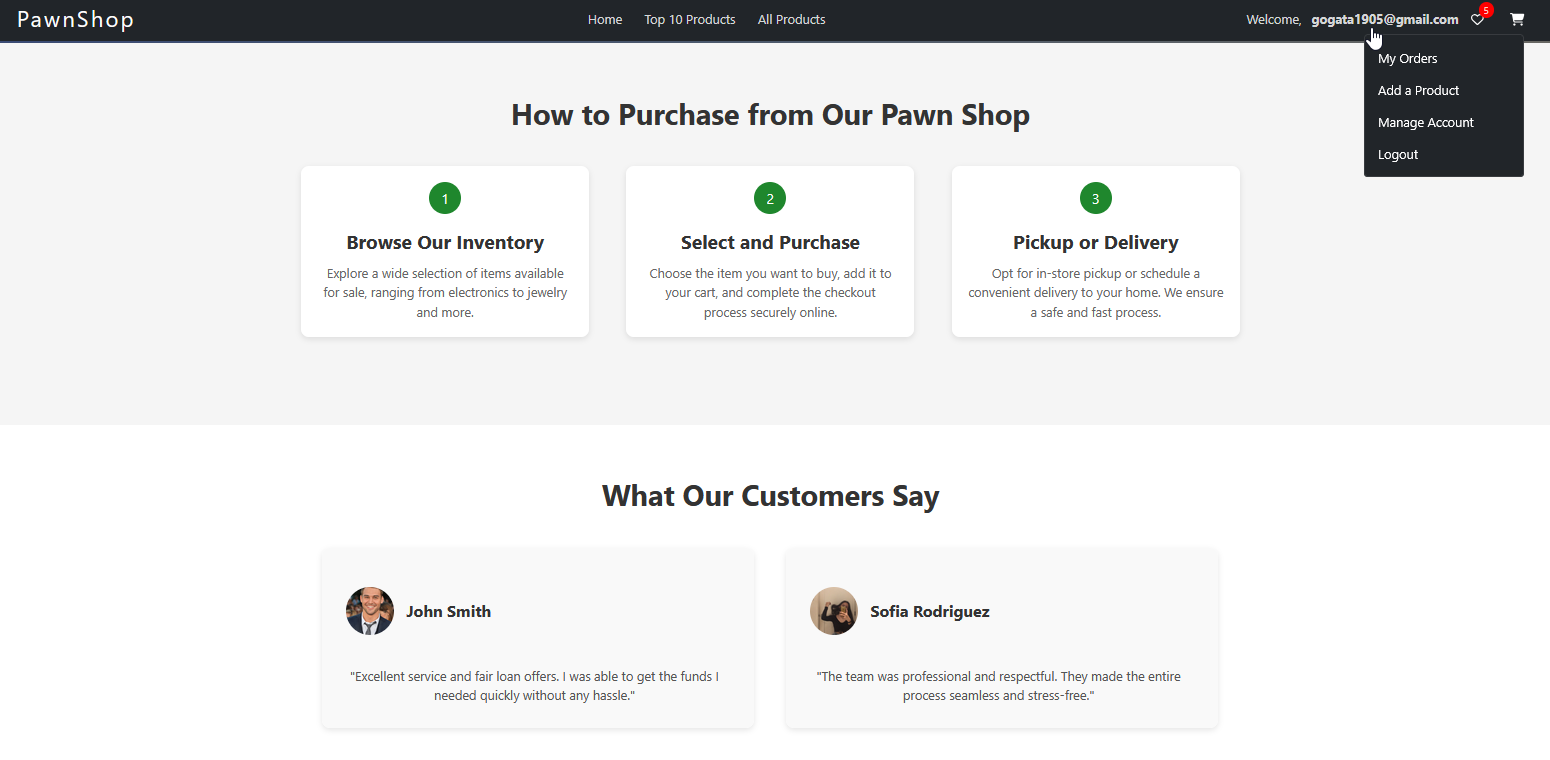 PawnShop
Home Top 10 Products All Products
Welcome, gogata1905@gmail.com 5
My Orders
Add a Product
Manage Account
Logout
How to Purchase from Our Pawn Shop
1
Browse Our Inventory
Explore a wide selection of items available
for sale, ranging from electronics to jewelry
and more.
2
Select and Purchase
Choose the item you want to buy, add it to
your cart, and complete the checkout
process securely online.
3
Pickup or Delivery
Opt for in-store pickup or schedule a
convenient delivery to your home. We ensure
a safe and fast process.
What Our Customers Say
John Smith
"Excellent service and fair loan offers. I was able to get the funds I
needed quickly without any hassle."
Sofia Rodriguez
"The team was professional and respectful. They made the entire
process seamless and stress-free."